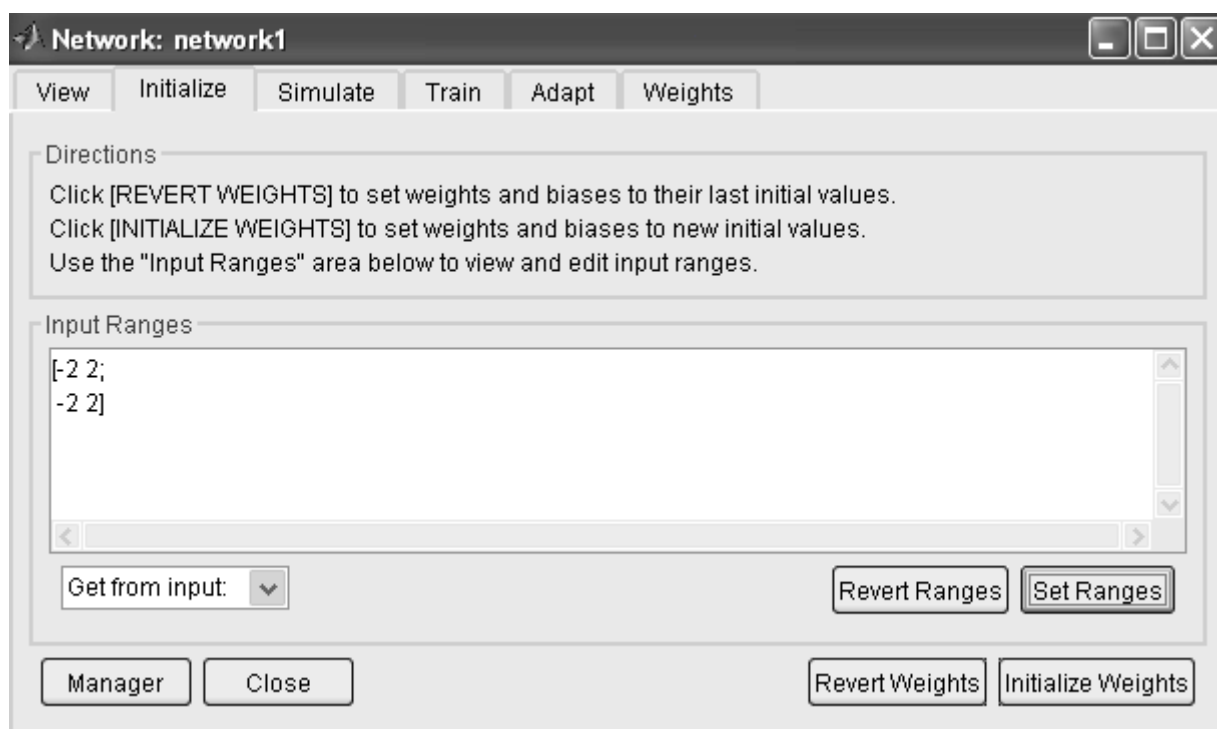 Network: network1
View Initialize Simulate Train Adapt Weights
Directions
Click [REVERT WEIGHTS] to set weights and biases to their last initial values.
Click [INITIALIZE WEIGHTS] to set weights and biases to new initial values.
Use the "Input Ranges" area below to view and edit input ranges.
Input Ranges
[-2 2;
-2 2]
Get from input: Revert Ranges Set Ranges
Manager Close Revert Weights Initialize Weights